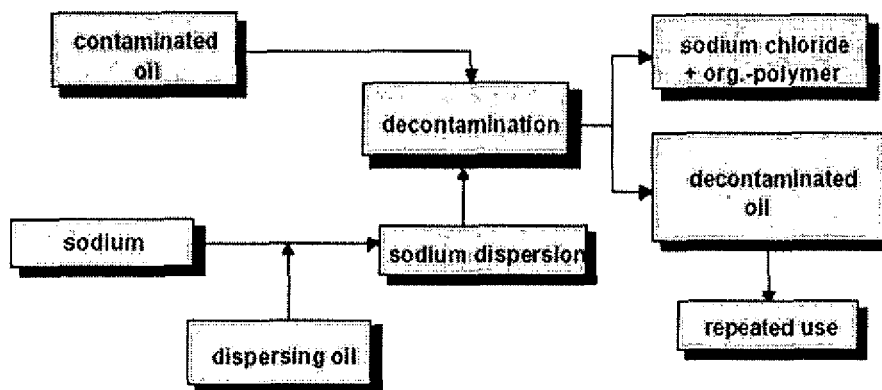 contaminated
oil
sodium chloride
+ org.-polymer
decontamination
decontaminated
oil
sodium
sodium dispersion
dispersing oil
repeated use